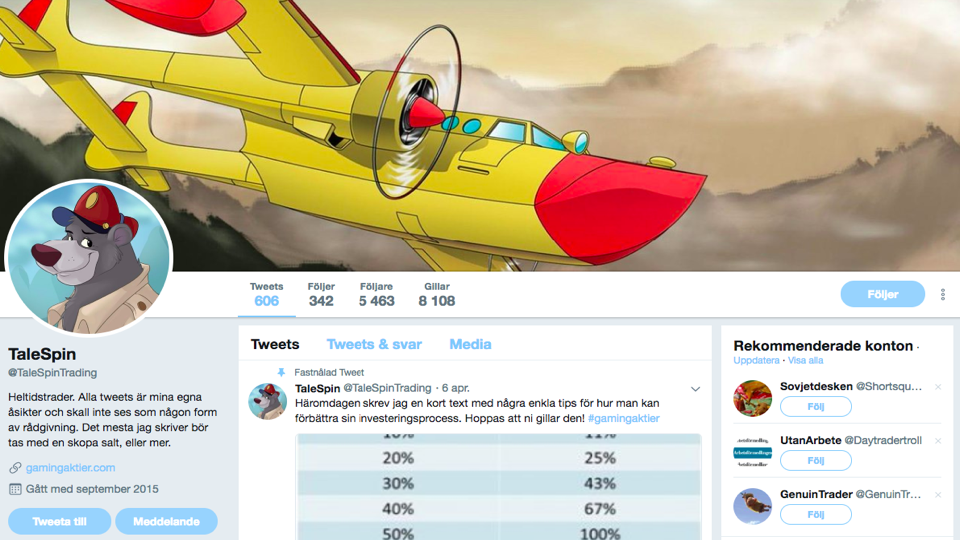 Tweets Följer Följare Gillar
606 342 5 463 8 108
Följer
TaleSpin
@TaleSpinTrading
Heltidstrader. Alla tweets är mina egna
åsikter och skall inte ses som någon form
av rådgivning. Det mesta jag skriver bör
tas med en skopa salt, eller mer.
gamingaktier.com
Gått med september 2015
Tweeta till Meddelande
Tweets Tweets & svar Media
Fastnålad Tweet
TaleSpin @TaleSpinTrading · 6 apr.
Häromdagen skrev jag en kort text med några enkla tips för hur man kan
förbättra sin investeringsprocess. Hoppas att ni gillar den! #gamingaktier
10% 11%
20% 25%
30% 43%
40% 67%
50% 100%
Rekommenderade konton ·
Uppdatera · Visa alla
Sovjetdesken @Shortsqu...
Följ
UtanArbete @Daytradertroll
Följ
GenuinTrader @GenuinTr...
Följ